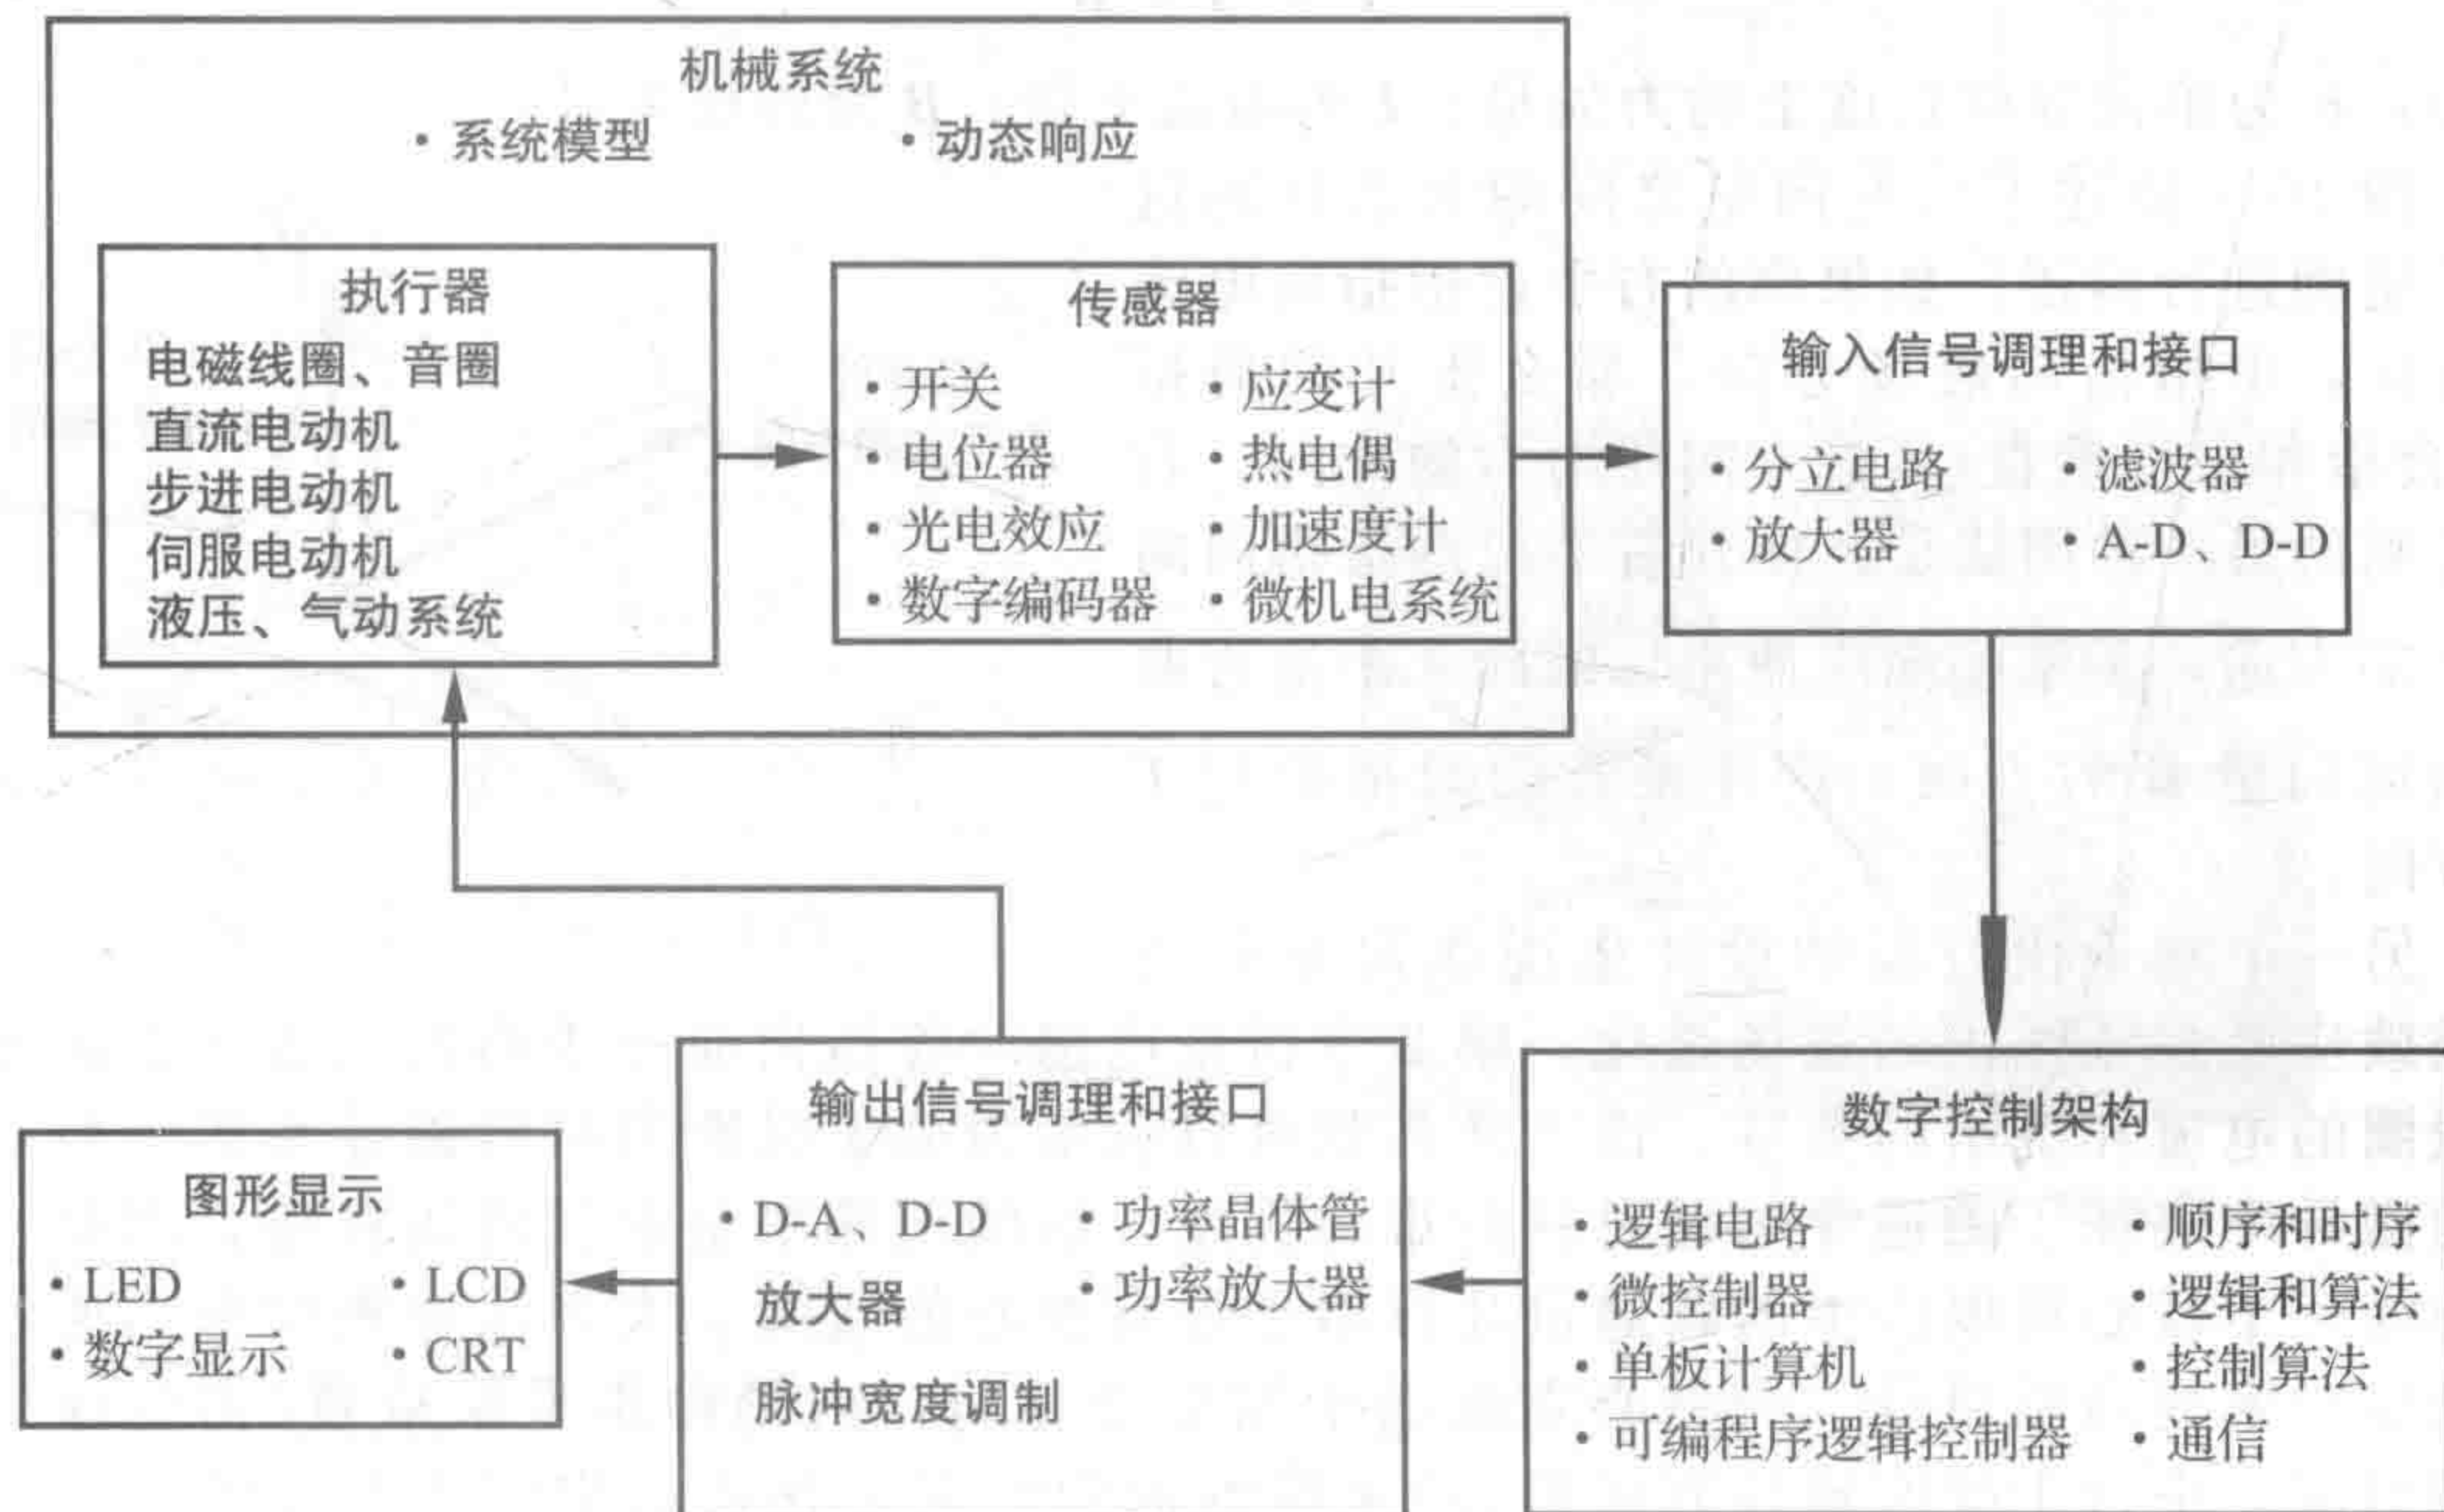 机械系统
· 系统模型 · 动态响应
执行器
电磁线圈、音圈
直流电动机
步进电动机
伺服电动机
液压、气动系统
传感器
· 开关 · 应变计
· 电位器 · 热电偶
· 光电效应 · 加速度计
· 数字编码器 · 微机电系统
输入信号调理和接口
· 分立电路 · 滤波器
· 放大器 · A-D、D-D
图形显示
· LED · LCD
· 数字显示 · CRT
输出信号调理和接口
· D-A、D-D · 功率晶体管
放大器 · 功率放大器
脉冲宽度调制
数字控制架构
· 逻辑电路 · 顺序和时序
· 微控制器 · 逻辑和算法
· 单板计算机 · 控制算法
· 可编程序逻辑控制器 · 通信